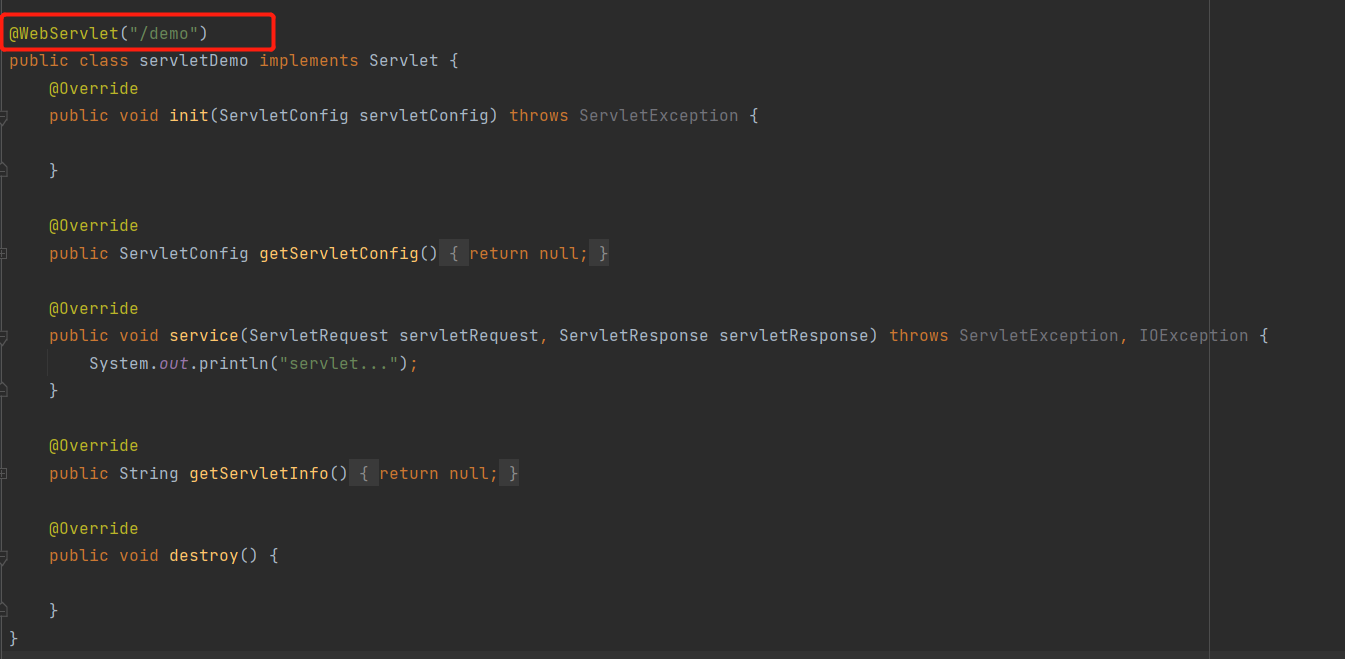 @WebServlet("/demo")
public class servletDemo implements Servlet {
@Override
public void init(ServletConfig servletConfig) throws ServletException {
}
@Override
public ServletConfig getServletConfig() { return null; }
@Override
public void service(ServletRequest servletRequest, ServletResponse servletResponse) throws ServletException, IOException {
System.out.println("servlet...");
}
@Override
public String getServletInfo() { return null; }
@Override
public void destroy() {
}
}